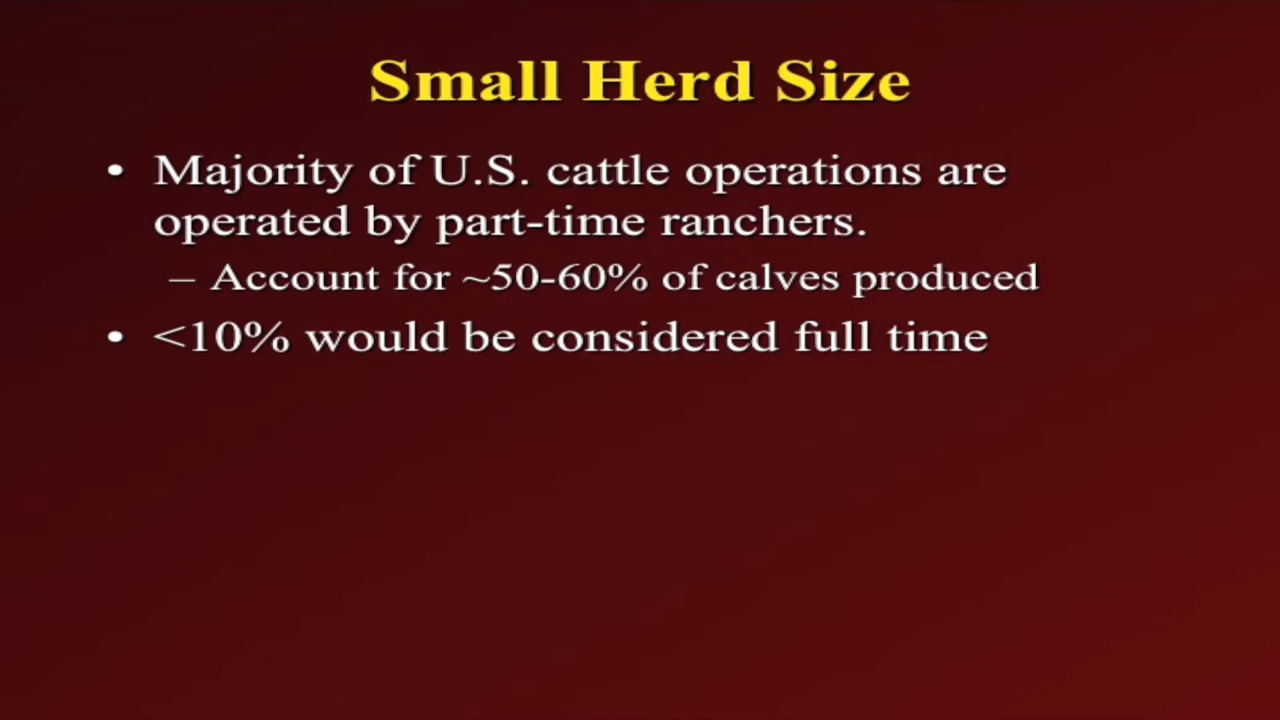 Small Herd Size
• Majority of U.S. cattle operations are
operated by part-time ranchers.
– Account for ~50-60% of calves produced
• <10% would be considered full time